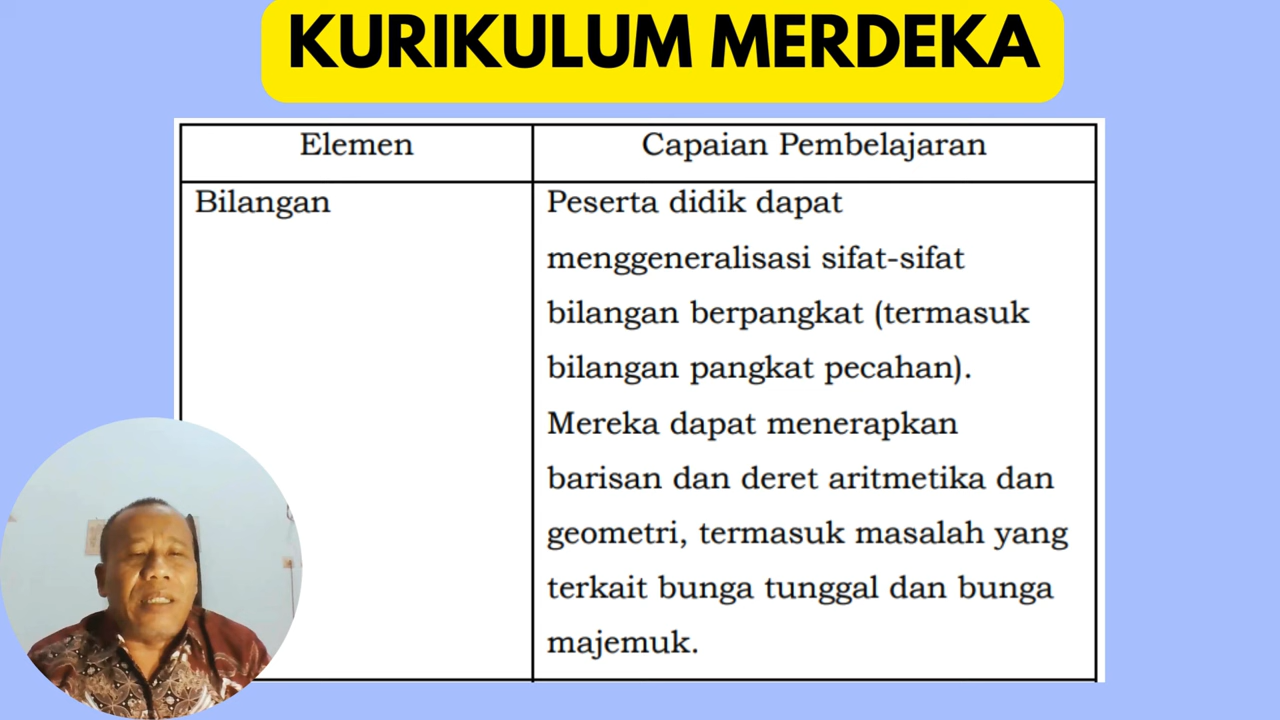 KURIKULUM MERDEKA
Elemen
Capaian Pembelajaran
Bilangan
Peserta didik dapat
menggeneralisasi sifat-sifat
bilangan berpangkat (termasuk
bilangan pangkat pecahan).
Mereka dapat menerapkan
barisan dan deret aritmetika dan
geometri, termasuk masalah yang
terkait bunga tunggal dan bunga
majemuk.